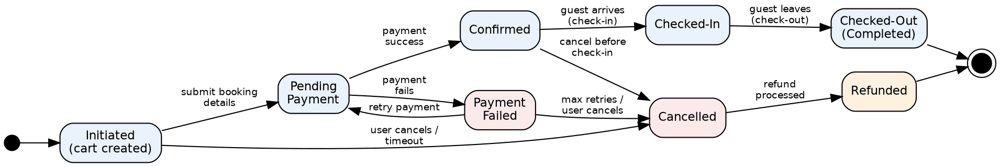 guest arrives
(check-in)
guest leaves
(check-out)
Confirmed
Checked-In
Checked-Out
(Completed)
payment
success
cancel before
check-in
Pending
Payment
payment
fails
submit booking
details
retry payment
Payment
Failed
max retries /
user cancels
Cancelled
refund
processed
Refunded
Initiated
(cart created)
user cancels /
timeout